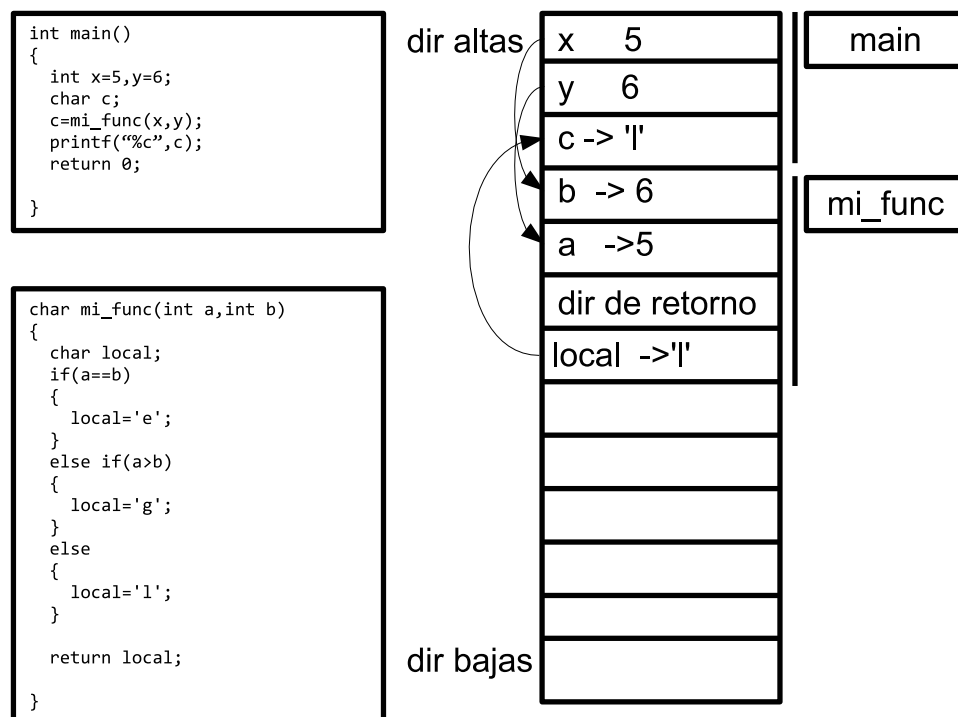 int main()
{
int x=5,y=6;
char c;
c=mi_func(x,y);
printf(“%c”,c);
return 0;
}
char mi_func(int a,int b)
{
char local;
if(a==b)
{
local='e';
}
else if(a>b)
{
local='g';
}
else
{
local='l';
}
return local;
}
dir altas
x 5
y 6
c -> 'l'
b -> 6
a ->5
dir de retorno
local ->'l'
dir bajas
main
mi_func